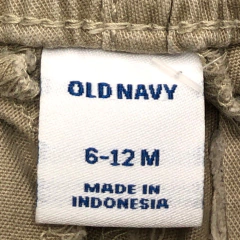 OLD NAVY
6-12 M
MADE IN
INDONESIA